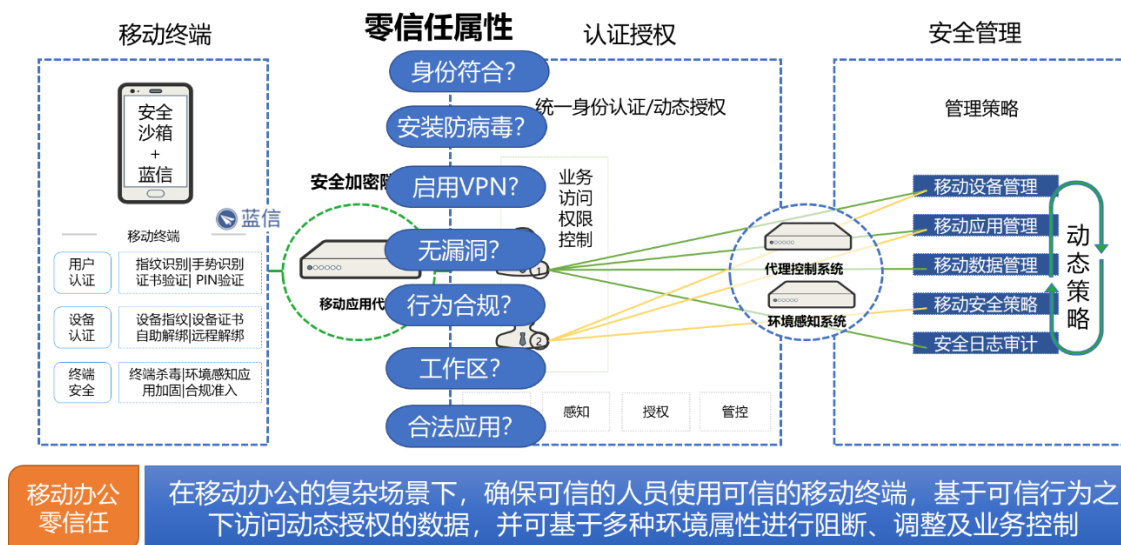 移动终端
零信任属性
认证授权
安全管理
安全
沙箱
+
蓝信
蓝信
移动终端
用户
认证
指纹识别|手势识别
证书验证| PIN验证
设备
认证
设备指纹|设备证书
自助解绑|远程解绑
终端
安全
终端杀毒|环境感知应
用加固|合规准入
安全加密隧
移动应用代
身份符合?
安装防病毒?
启用VPN?
无漏洞?
行为合规?
工作区?
合法应用?
统一身份认证/动态授权
业务
访问
权限
控制
1
2
感知
授权
管控
代理控制系统
环境感知系统
管理策略
移动设备管理
移动应用管理
移动数据管理
移动安全策略
安全日志审计
动态策略
移动办公
零信任
在移动办公的复杂场景下，确保可信的人员使用可信的移动终端，基于可信行为之
下访问动态授权的数据，并可基于多种环境属性进行阻断、调整及业务控制